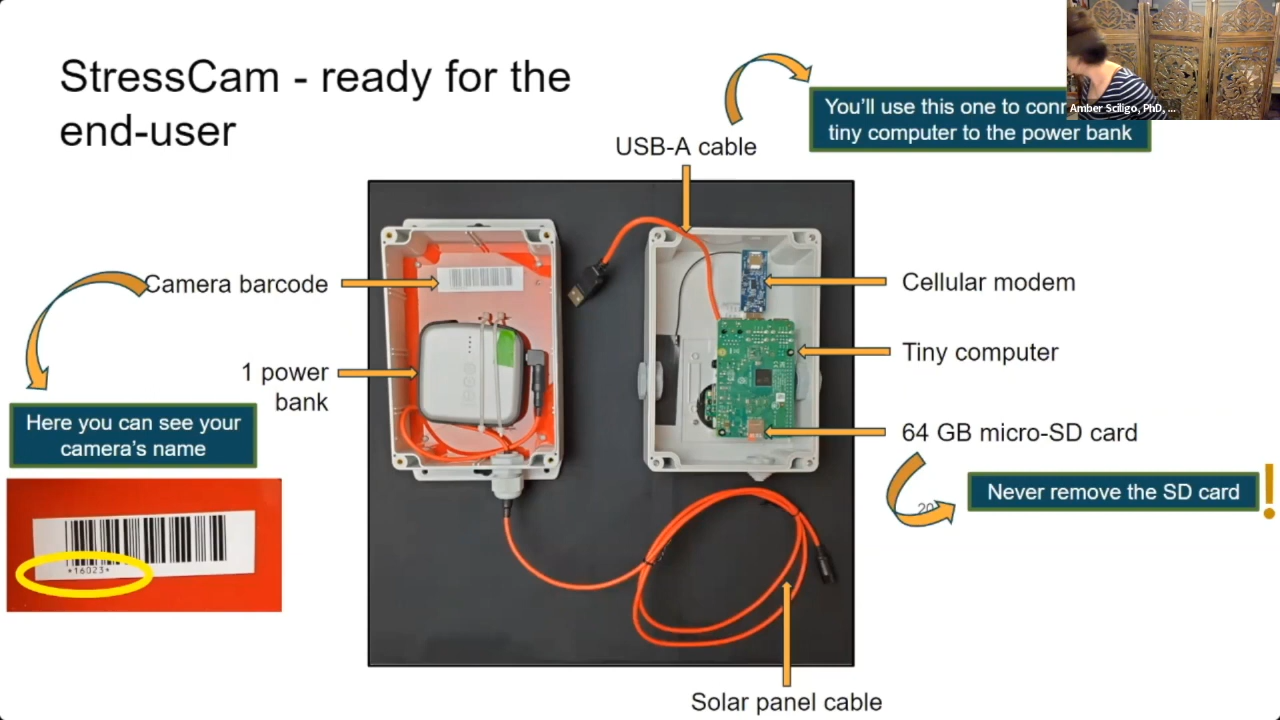 StressCam - ready for the
end-user
You'll use this one to
tiny computer to the power bank
Amber Sciligo, PhD, ...
USB-A cable
Camera barcode
Cellular modem
Tiny computer
1 power
bank
Here you can see your
camera's name
64 GB micro-SD card
Never remove the SD card
!
20
*16023*
Solar panel cable